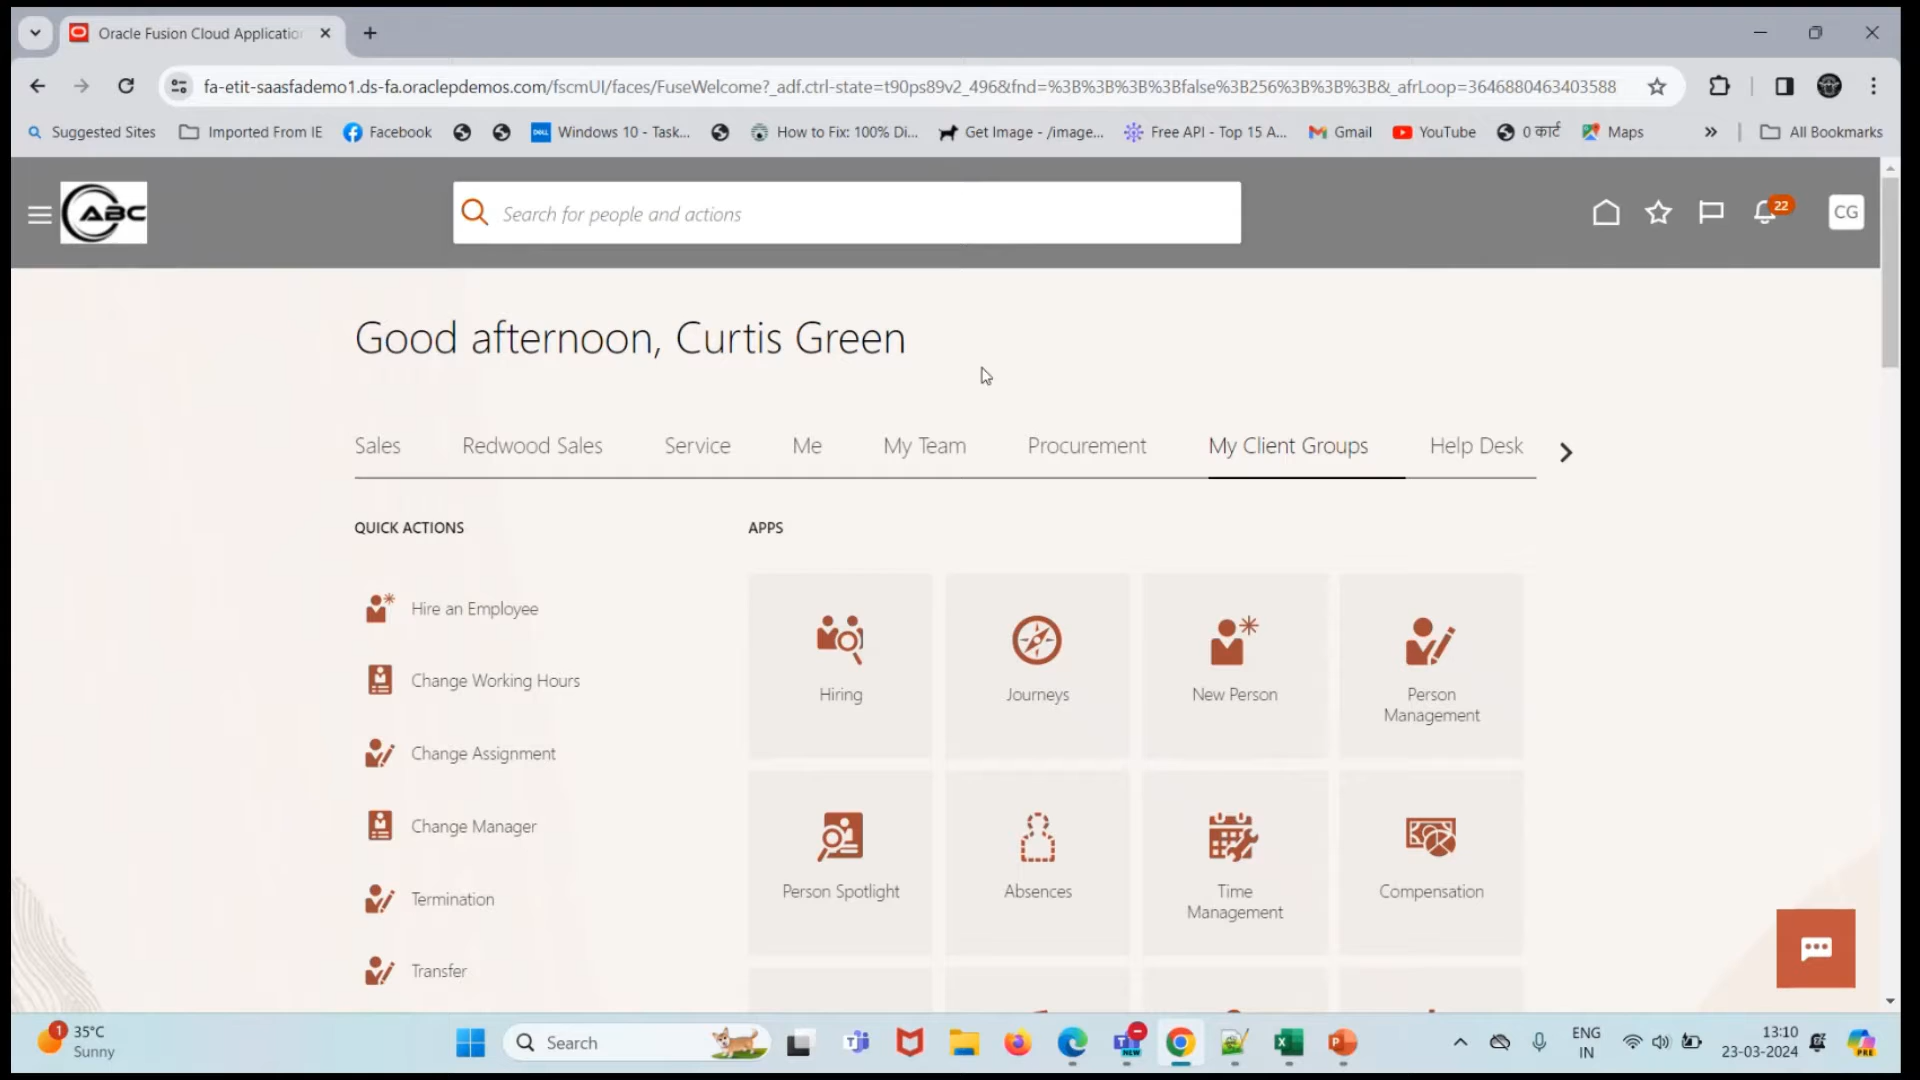 Oracle Fusion Cloud Applicatio
fa-etit-saasfademo1.ds-fa.oraclepdemos.com/fscmUI/faces/FuseWelcome?_adf.ctrl-state=t90ps89v2_496&fnd=%3B%3B%3B%3Bfalse%3B256%3B%3B%3B&_afrLoop=3646880463403588
Suggested Sites Imported From IE Facebook DELL Windows 10 - Task... How to Fix: 100% Di... Get Image - /image... Free API - Top 15 A... Gmail YouTube 0 कार्ट Maps » All Bookmarks
ABC Search for people and actions 22 CG
Good afternoon, Curtis Green
Sales Redwood Sales Service Me My Team Procurement My Client Groups Help Desk
QUICK ACTIONS APPS
Hire an Employee
Change Working Hours
Change Assignment
Change Manager
Termination
Transfer
Hiring Journeys New Person Person
Management
Person Spotlight Absences Time
Management Compensation
1 35°C
Sunny
Search
NEW
ENG
IN
13:10
23-03-2024
PRE